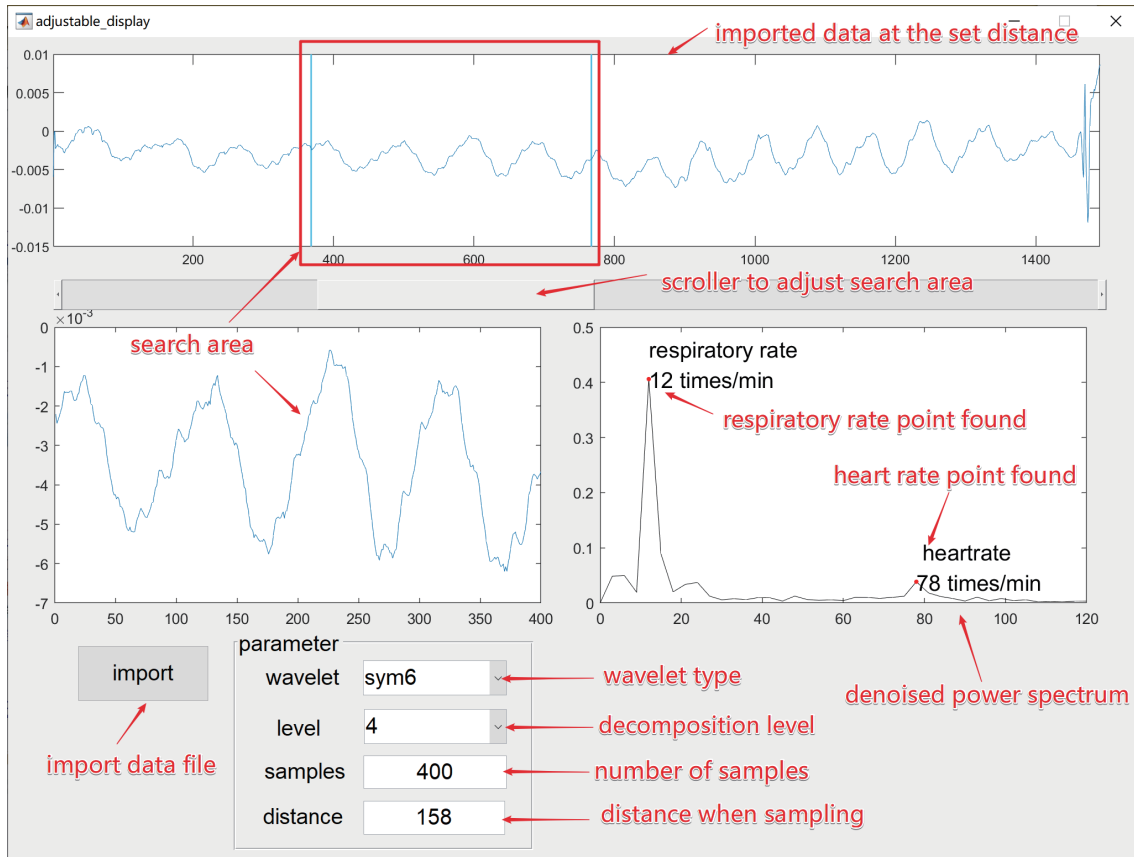 adjustable_display
imported data at the set distance
0.01
0
-0.005
-0.01
-0.015
200
400
600
800
1000
1200
1400
scroller to adjust search area
×10⁻³
0
-1
-2
-3
-4
-5
-6
-7
0
50
100
150
200
250
300
350
400
search area
0.5
0.4
0.3
0.2
0.1
0
0
20
40
60
80
100
120
respiratory rate
12 times/min
respiratory rate point found
heart rate point found
heartrate
78 times/min
denoised power spectrum
import
import data file
parameter
wavelet
sym6
wavelet type
level
4
decomposition level
samples
400
number of samples
distance
158
distance when sampling